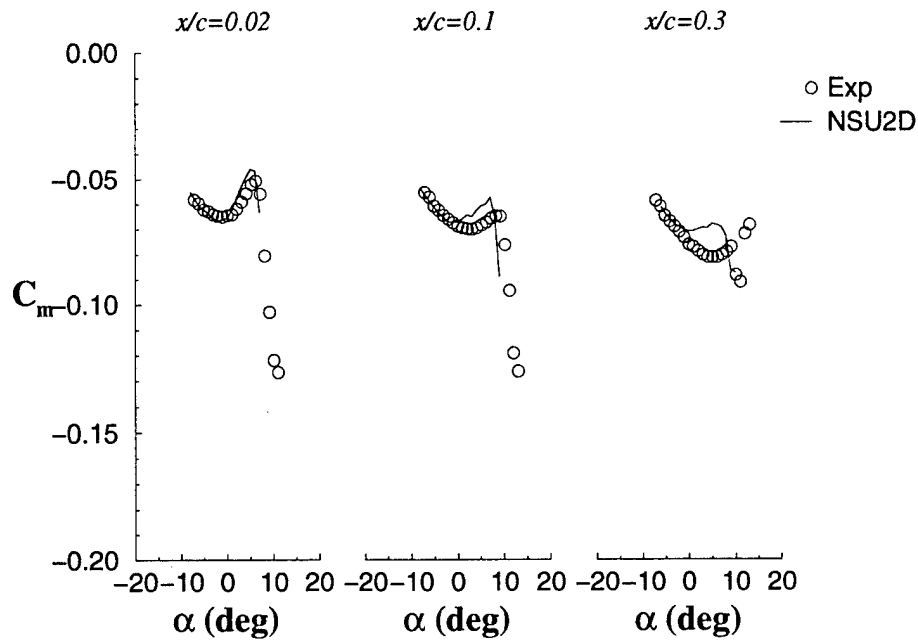 x/c=0.02 x/c=0.1 x/c=0.3
0.00
Exp
NSU2D
−0.05
Cm
−0.10
−0.15
−0.20
−20 −10 0 10 20 −20 −10 0 10 20 −20 −10 0 10 20
α (deg) α (deg) α (deg)